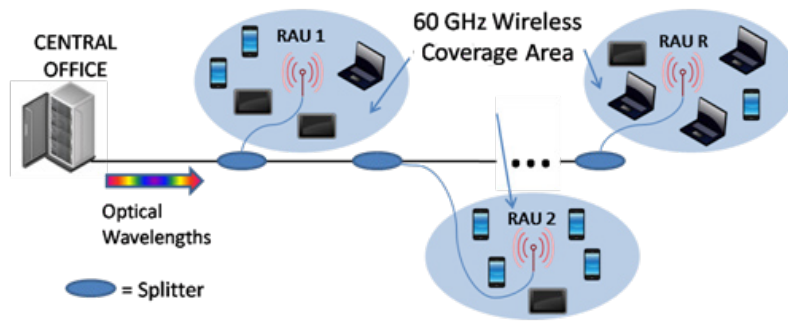 CENTRAL
OFFICE
RAU 1
60 GHz Wireless
Coverage Area
RAU R
Optical
Wavelengths
RAU 2
= Splitter